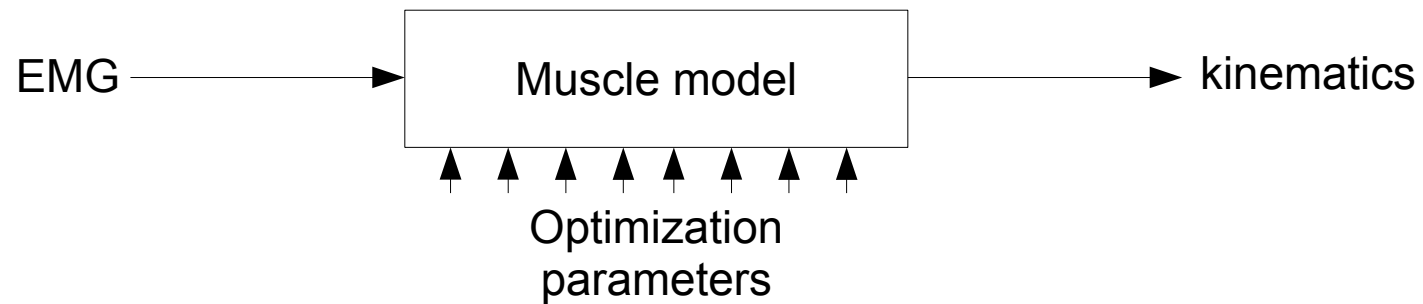 EMG
Muscle model
kinematics
Optimization
parameters